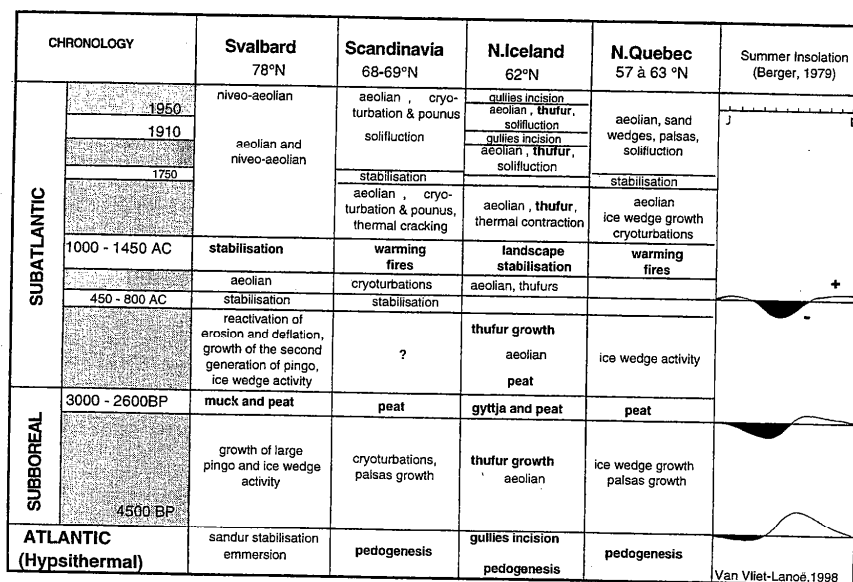 CHRONOLOGY
Svalbard
78°N
Scandinavia
68-69°N
N.Iceland
62°N
N.Quebec
57 à 63 °N
Summer Insolation
(Berger, 1979)
SUBATLANTIC
1950
1910
1750
niveo-aeolian
aeolian and
niveo-aeolian
aeolian , cryo-
turbation & pounus
solifluction
stabilisation
aeolian , cryo-
turbation & pounus,
thermal cracking
gullies incision
aeolian , thufur,
solifluction
gullies incision
aeolian , thufur,
solifluction
aeolian , thufur,
thermal contraction
aeolian, sand
wedges, palsas,
solifluction
stabilisation
aeolian
ice wedge growth
cryoturbations
J
1000 - 1450 AC
stabilisation
warming
fires
landscape
stabilisation
warming
fires
aeolian
cryoturbations
aeolian, thufurs
450 - 800 AC
stabilisation
stabilisation
+
-
reactivation of
erosion and deflation,
growth of the second
generation of pingo,
ice wedge activity
?
thufur growth
aeolian
peat
ice wedge activity
SUBBOREAL
3000 - 2600BP
muck and peat
peat
gyttja and peat
peat
4500 BP
growth of large
pingo and ice wedge
activity
cryoturbations,
palsas growth
thufur growth
aeolian
ice wedge growth
palsas growth
ATLANTIC
(Hypsithermal)
sandur stabilisation
emmersion
pedogenesis
gullies incision
pedogenesis
pedogenesis
Van Vliet-Lanoë,1998